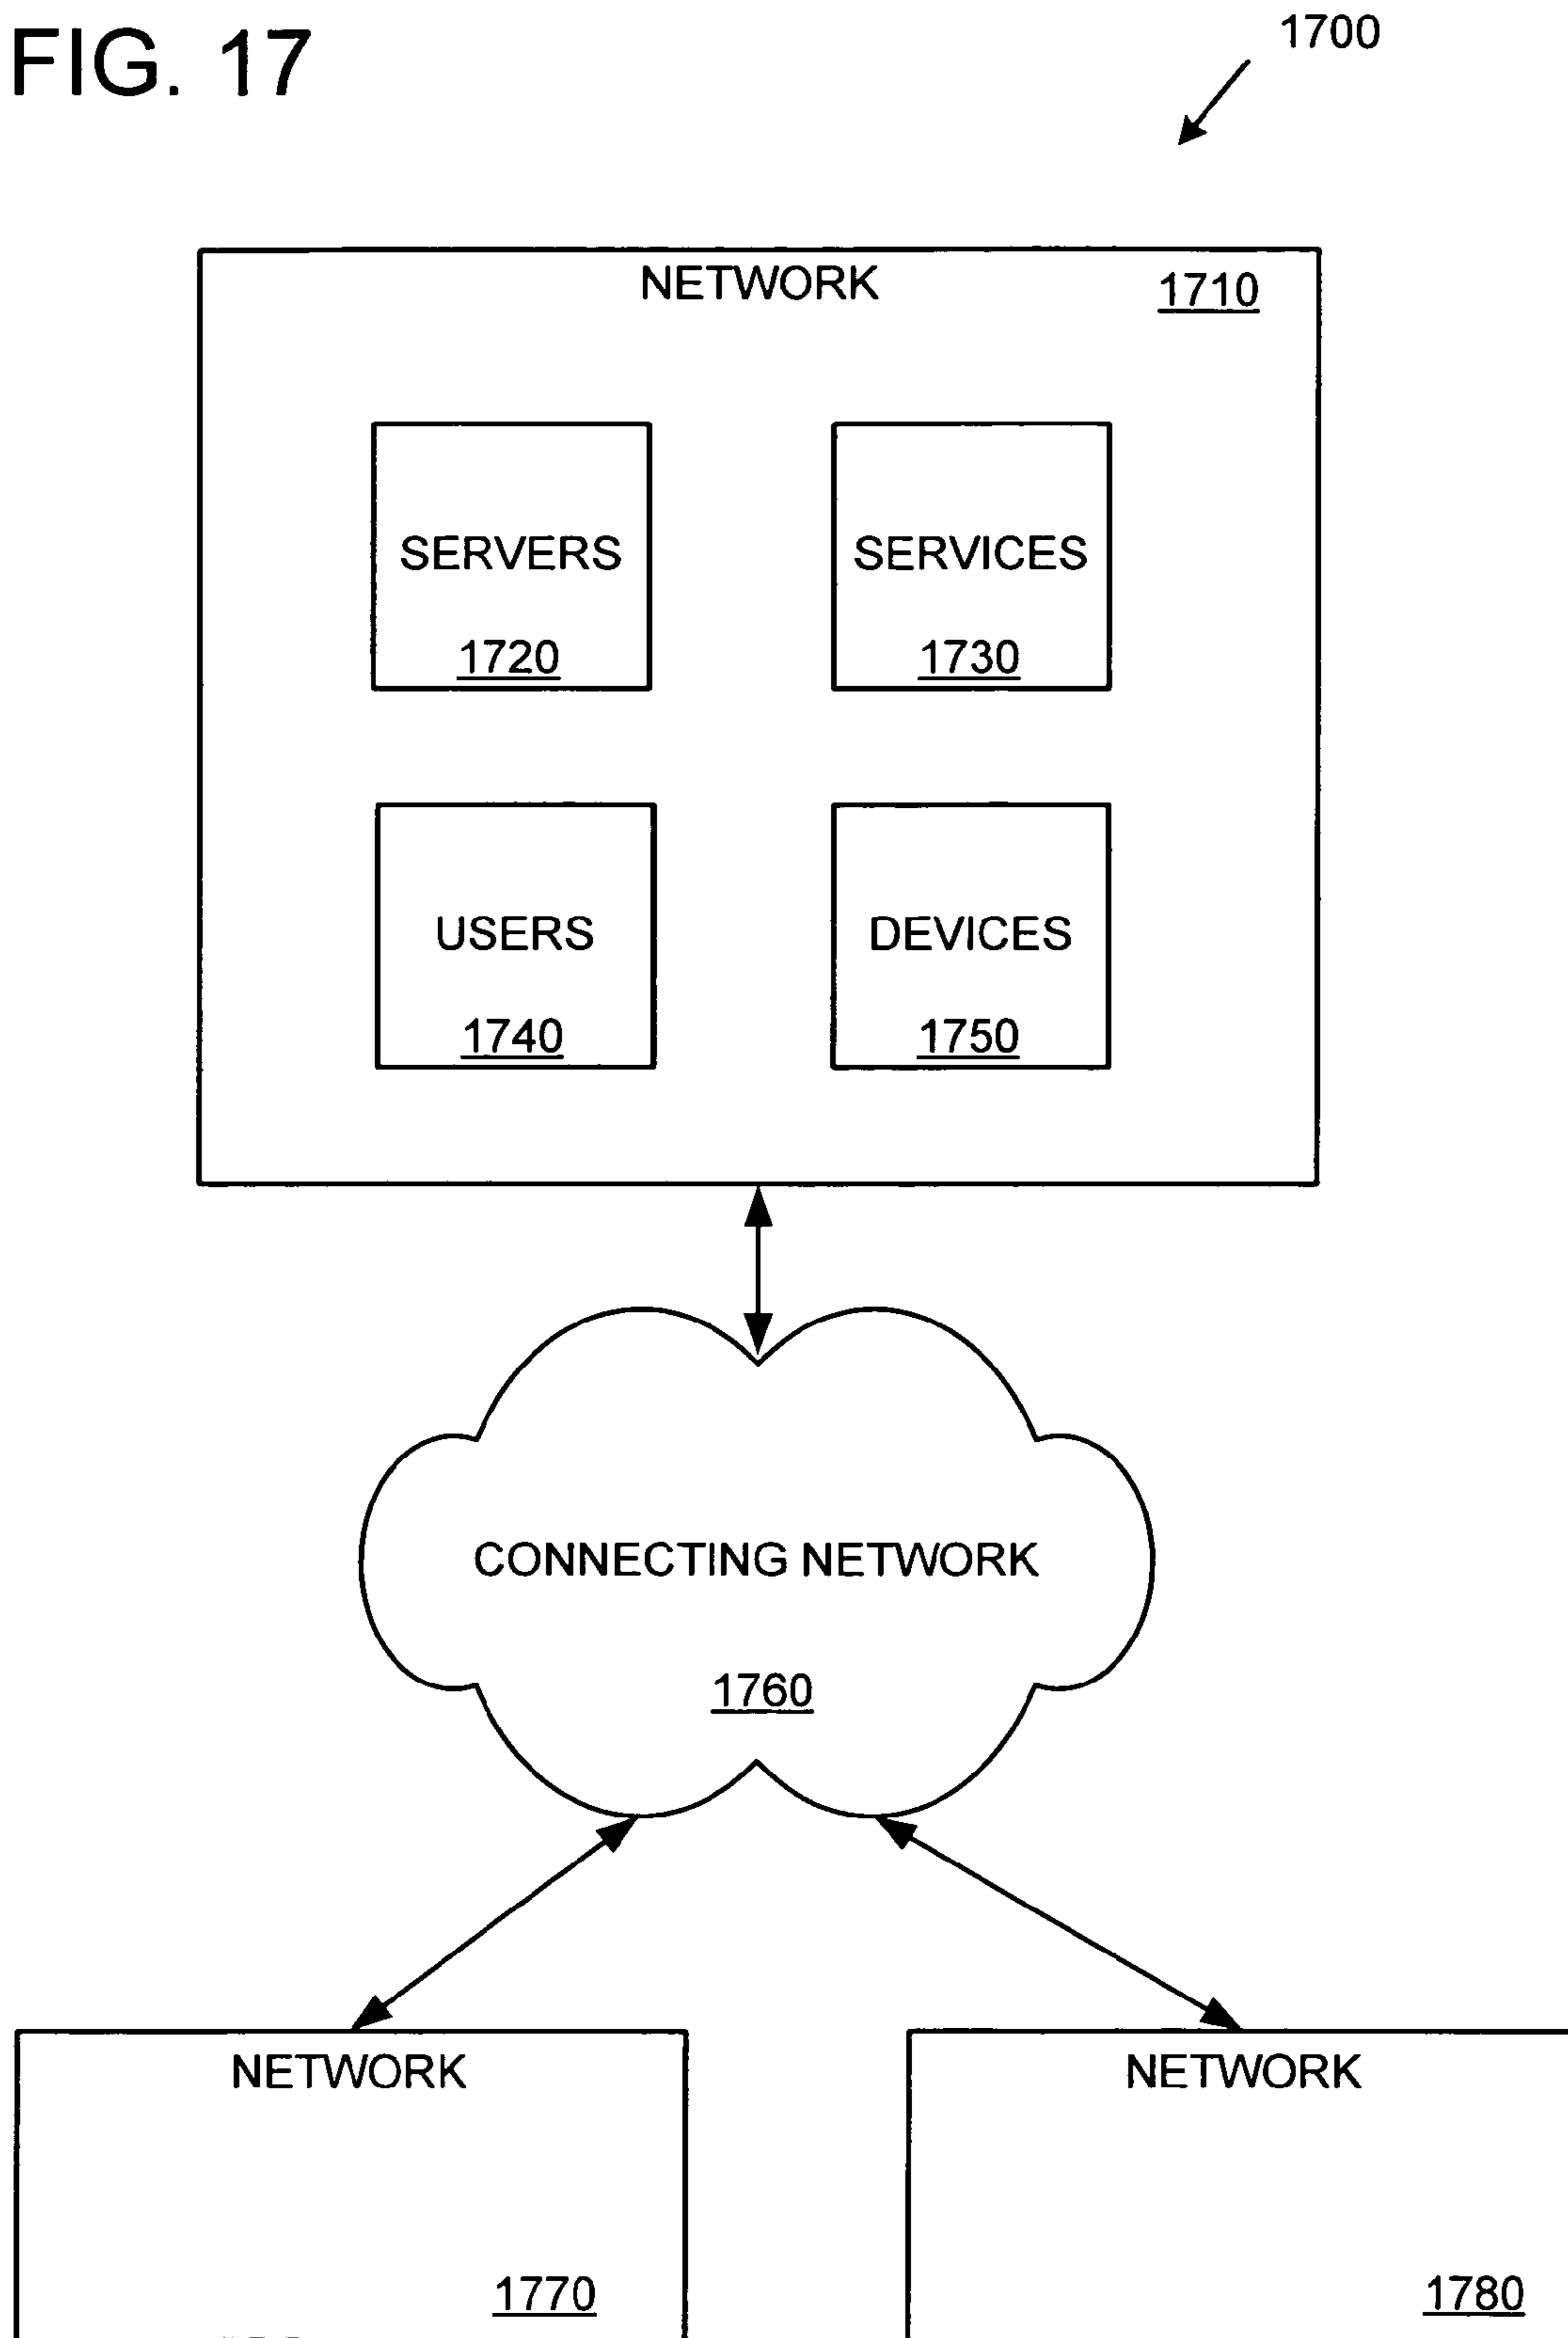 FIG. 17
1700
NETWORK
1710
SERVERS
1720
SERVICES
1730
USERS
1740
DEVICES
1750
CONNECTING NETWORK
1760
NETWORK
1770
NETWORK
1780